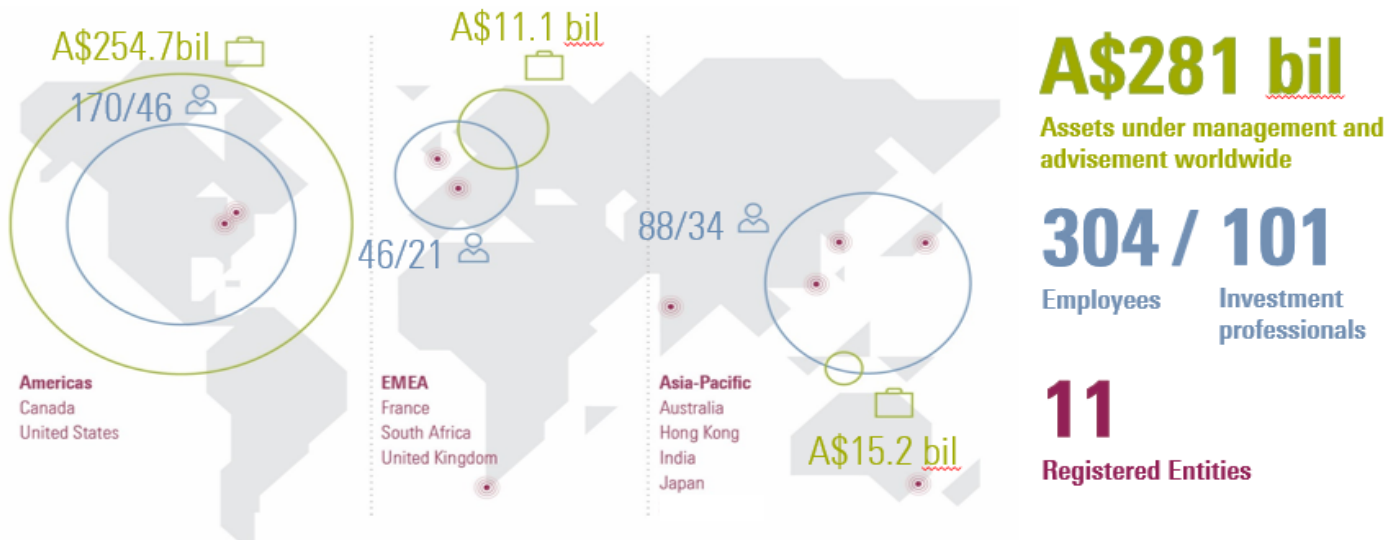 A$254.7bil
170/46
Americas
Canada
United States
A$11.1 bil
46/21
EMEA
France
South Africa
United Kingdom
88/34
Asia-Pacific
Australia
Hong Kong
India
Japan
A$15.2 bil
A$281 bil
Assets under management and
advisement worldwide
304 / 101
Employees
Investment
professionals
11
Registered Entities